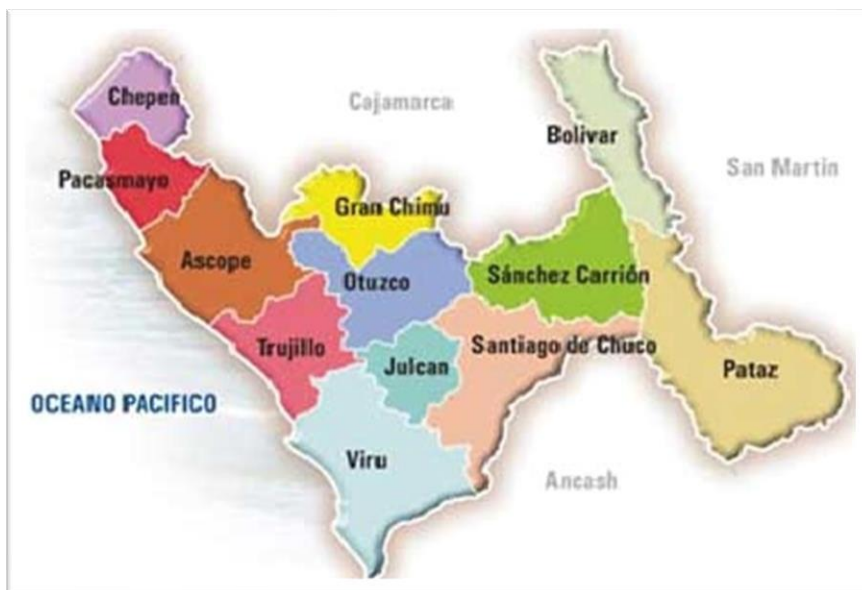 Chepen
Cajamarca
Bolivar
San Martin
Pacasmayo
Gran Chimu
Ascope
Otuzco
Sánchez Carrión
Trujillo
Julcan
Santiago de Chuco
Pataz
OCEANO PACIFICO
Viru
Ancash